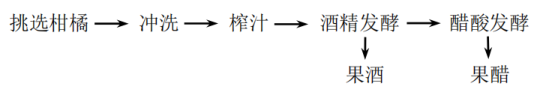 挑选柑橘 → 冲洗 → 榨汁 → 酒精发酵 → 醋酸发酵
果酒 果醋